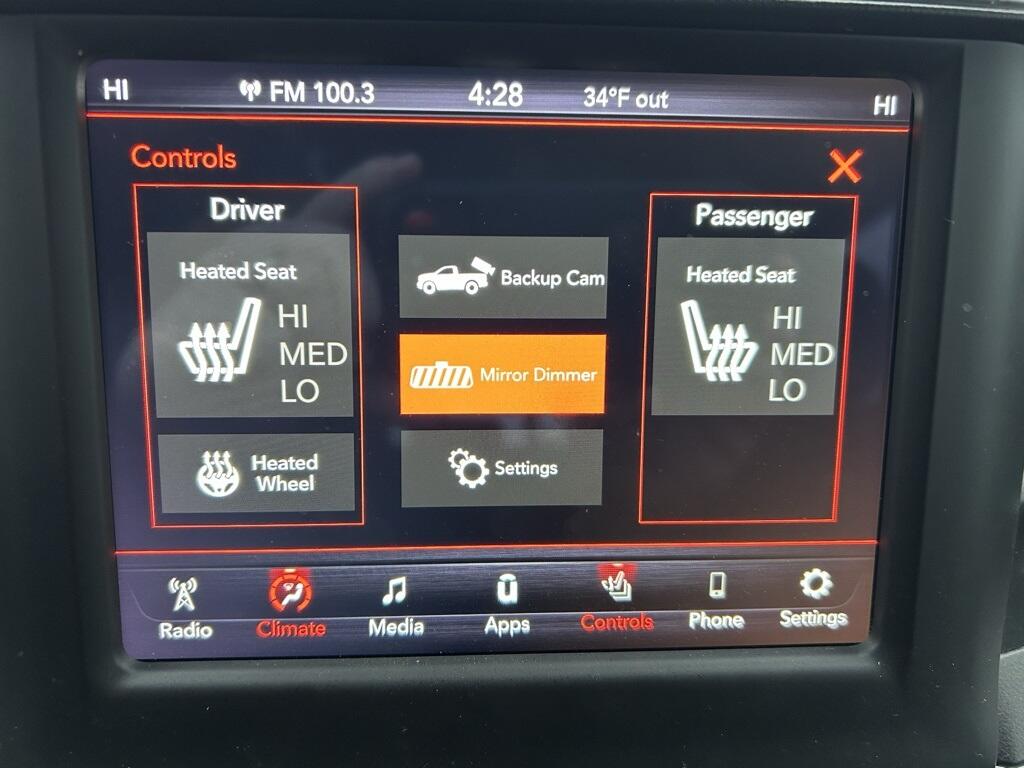 HI FM 100.3 4:28 34°F out HI
Controls
Driver
Heated Seat
HI
MED
LO
Heated
Wheel
Backup Cam
Mirror Dimmer
Settings
Passenger
Heated Seat
HI
MED
LO
Radio Climate Media Apps Controls Phone Settings